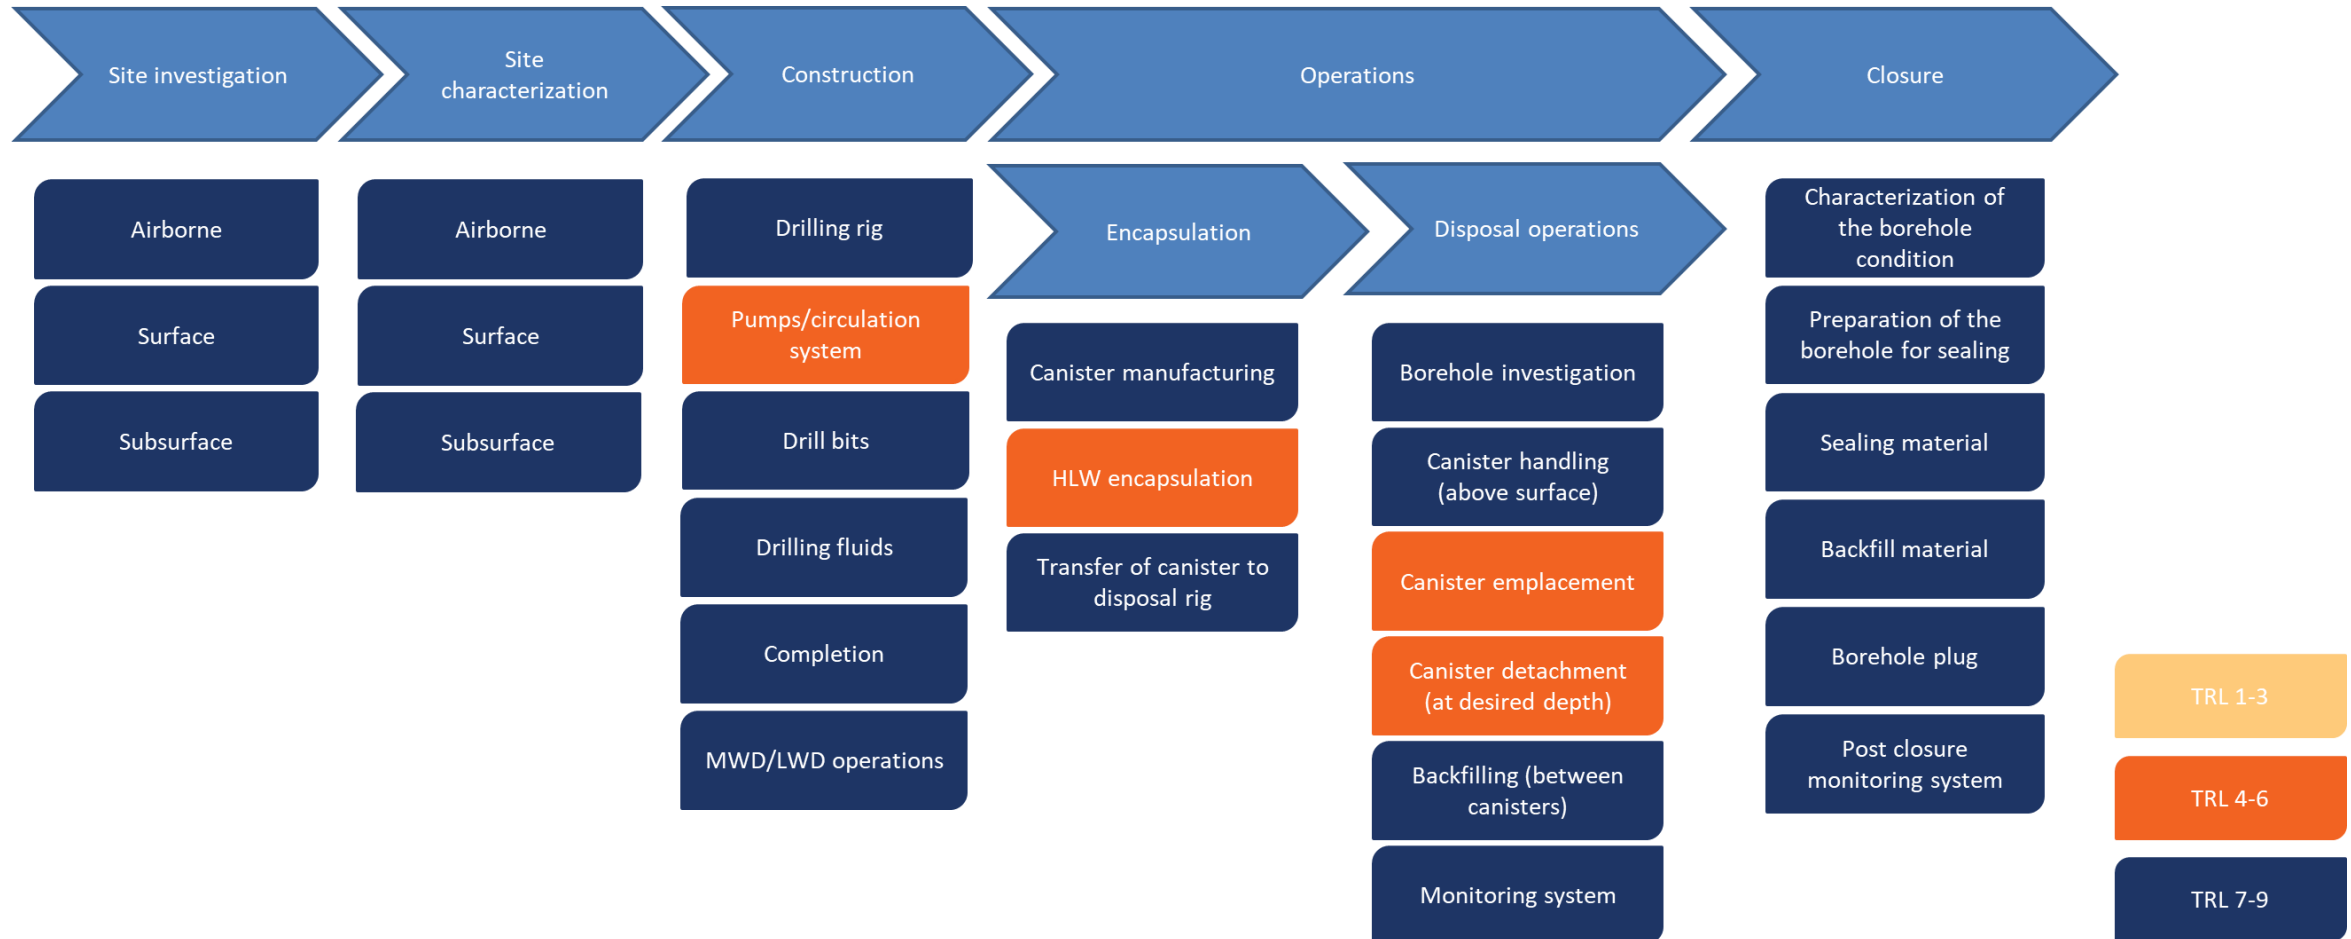 Site investigation
Site
characterization
Construction
Operations
Closure
Airborne
Surface
Subsurface
Airborne
Surface
Subsurface
Drilling rig
Pumps/circulation
system
Drill bits
Drilling fluids
Completion
MWD/LWD operations
Encapsulation
Canister manufacturing
HLW encapsulation
Transfer of canister to
disposal rig
Disposal operations
Borehole investigation
Canister handling
(above surface)
Canister emplacement
Canister detachment
(at desired depth)
Backfilling (between
canisters)
Monitoring system
Characterization of
the borehole
condition
Preparation of the
borehole for sealing
Sealing material
Backfill material
Borehole plug
Post closure
monitoring system
TRL 1-3
TRL 4-6
TRL 7-9